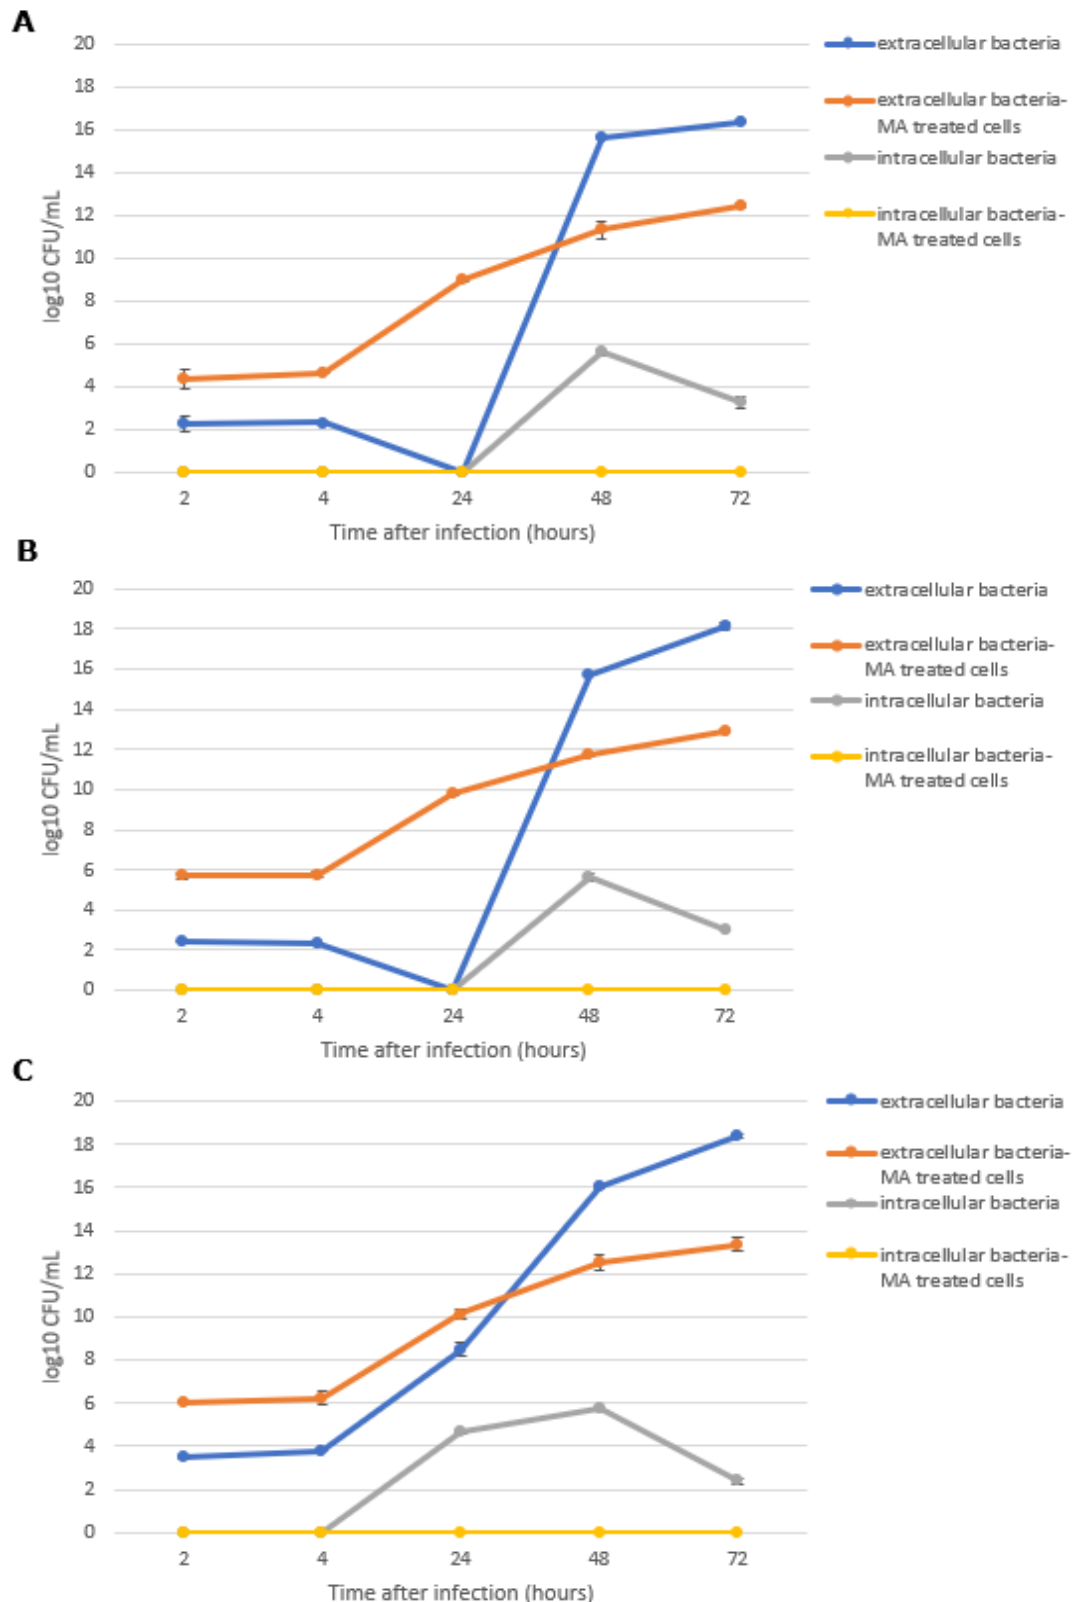 A
20
18
16
14
12
10
8
6
4
2
0
log10 CFU/mL
2 4 24 48 72
Time after infection (hours)
extracellular bacteria
extracellular bacteria-
MA treated cells
intracellular bacteria
intracellular bacteria-
MA treated cells
B
20
18
16
14
12
10
8
6
4
2
0
log10 CFU/mL
2 4 24 48 72
Time after infection (hours)
extracellular bacteria
extracellular bacteria-
MA treated cells
intracellular bacteria
intracellular bacteria-
MA treated cells
C
20
18
16
14
12
10
8
6
4
2
0
log10 CFU/mL
2 4 24 48 72
Time after infection (hours)
extracellular bacteria
extracellular bacteria-
MA treated cells
intracellular bacteria
intracellular bacteria-
MA treated cells